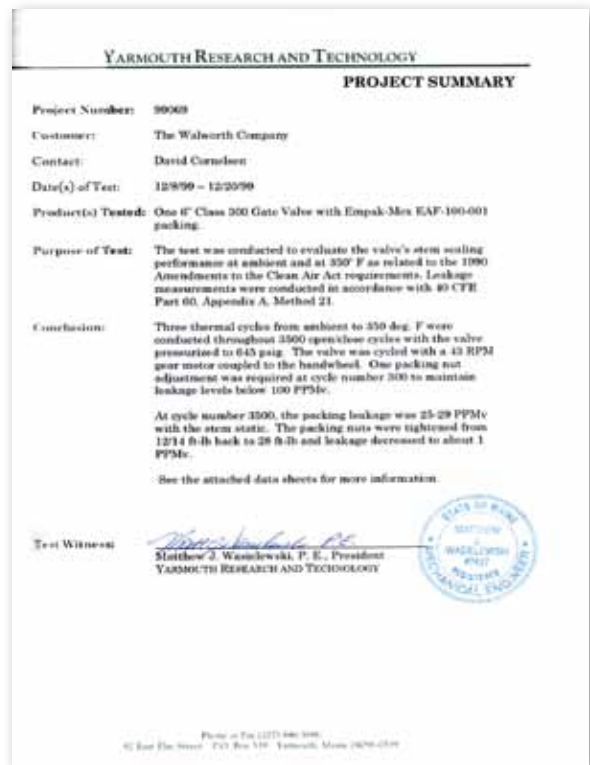 YARMOUTH RESEARCH AND TECHNOLOGY
PROJECT SUMMARY
Project Number: 99069
Customer: The Walworth Company
Contact: David Cornelsen
Date(s) of Test: 12/8/99 – 12/20/99
Product(s) Tested: One 6" Class 300 Gate Valve with Empak-Mex EAF-100-001
packing.
Purpose of Test: The test was conducted to evaluate the valve's stem sealing
performance at ambient and at 350° F as related to the 1990
Amendments to the Clean Air Act requirements. Leakage
measurements were conducted in accordance with 40 CFR
Part 60, Appendix A, Method 21.
Conclusion: Three thermal cycles from ambient to 350 deg. F were
conducted throughout 3500 open/close cycles with the valve
pressurized to 645 psig. The valve was cycled with a 43 RPM
gear motor coupled to the handwheel. One packing nut
adjustment was required at cycle number 300 to maintain
leakage levels below 100 PPMv.
At cycle number 3500, the packing leakage was 25-29 PPMv
with the stem static. The packing nuts were tightened from
12/14 ft-lb back to 28 ft-lb and leakage decreased to about 1
PPMv.
See the attached data sheets for more information.
Test Witness:
Matthew J. Wasielewski, P. E., President
YARMOUTH RESEARCH AND TECHNOLOGY
STATE OF MAINE
MATTHEW
J.
WASIELEWSKI
REGISTERED
MECHANICAL ENGINEER